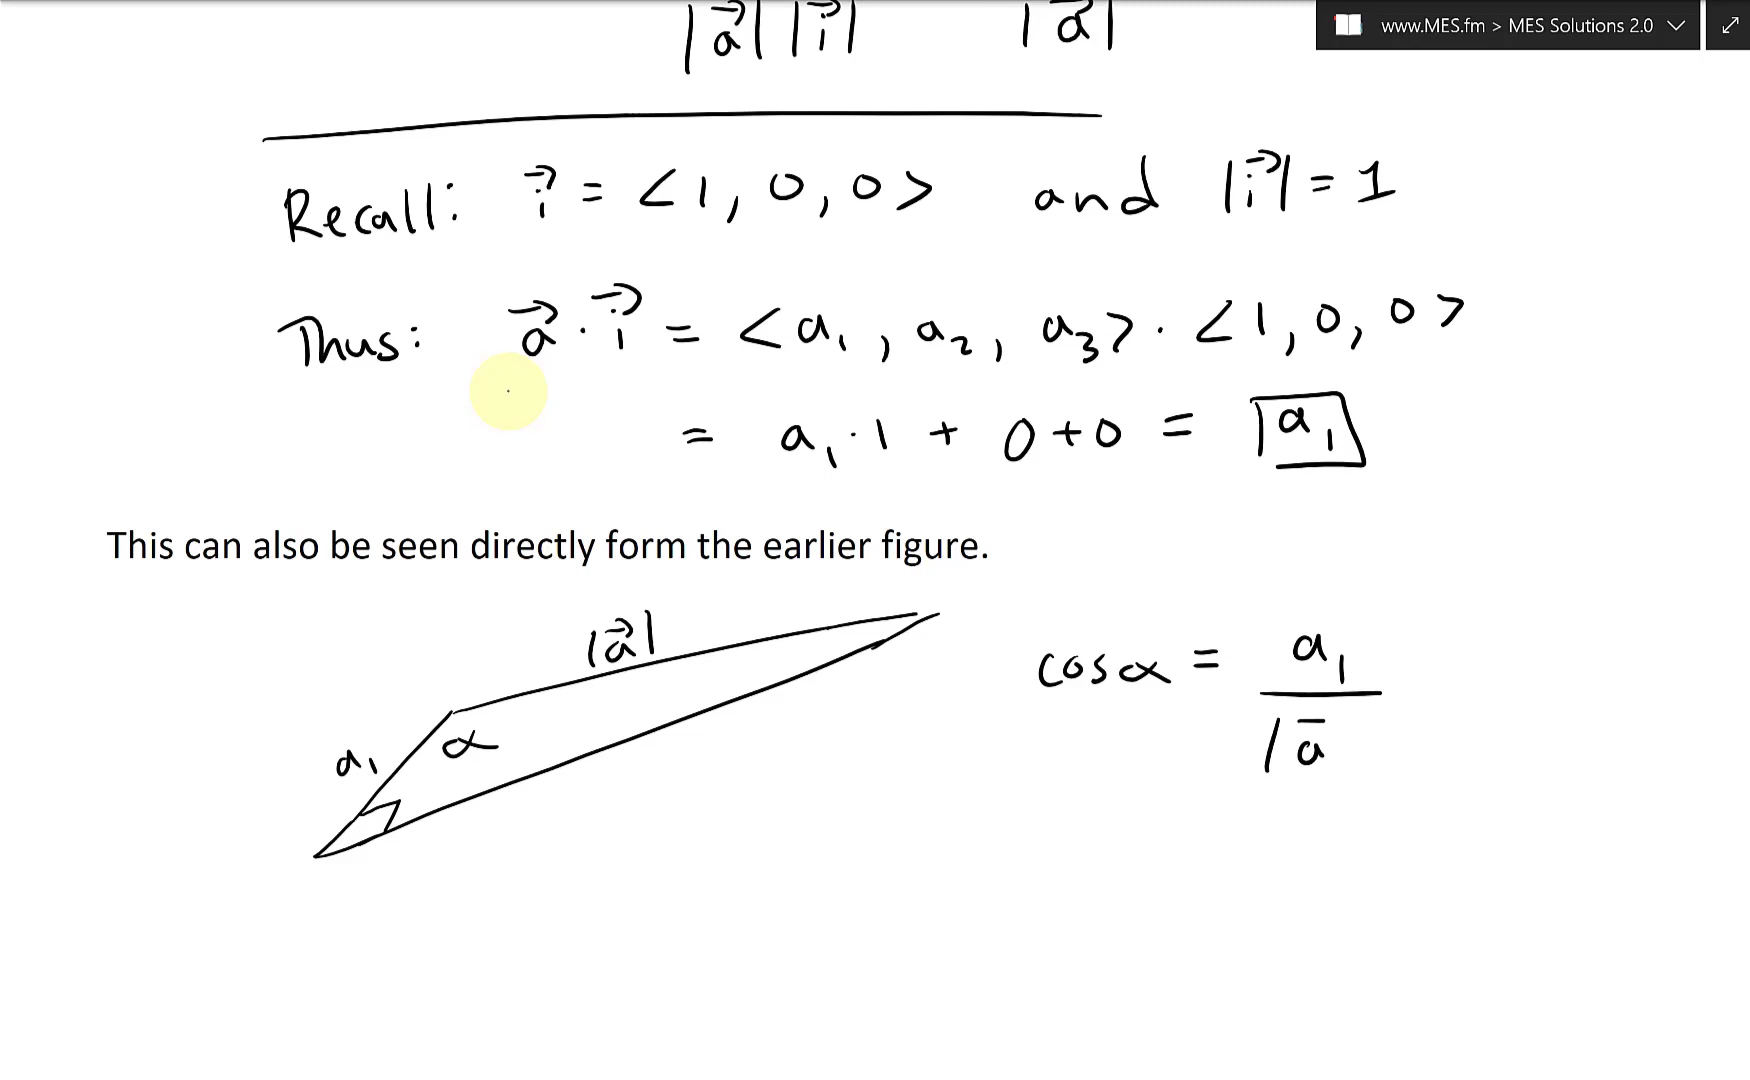 www.MES.fm > MES Solutions 2.0
|a⃗| |i⃗| |a⃗|
Recall: i⃗ = <1, 0, 0> and |i⃗| = 1
Thus: a⃗ · i⃗ = <a₁, a₂, a₃> · <1, 0, 0>
= a₁·1 + 0 + 0 = a₁
This can also be seen directly form the earlier figure.
|a⃗|
a₁
α
cos α = a₁
|a̅